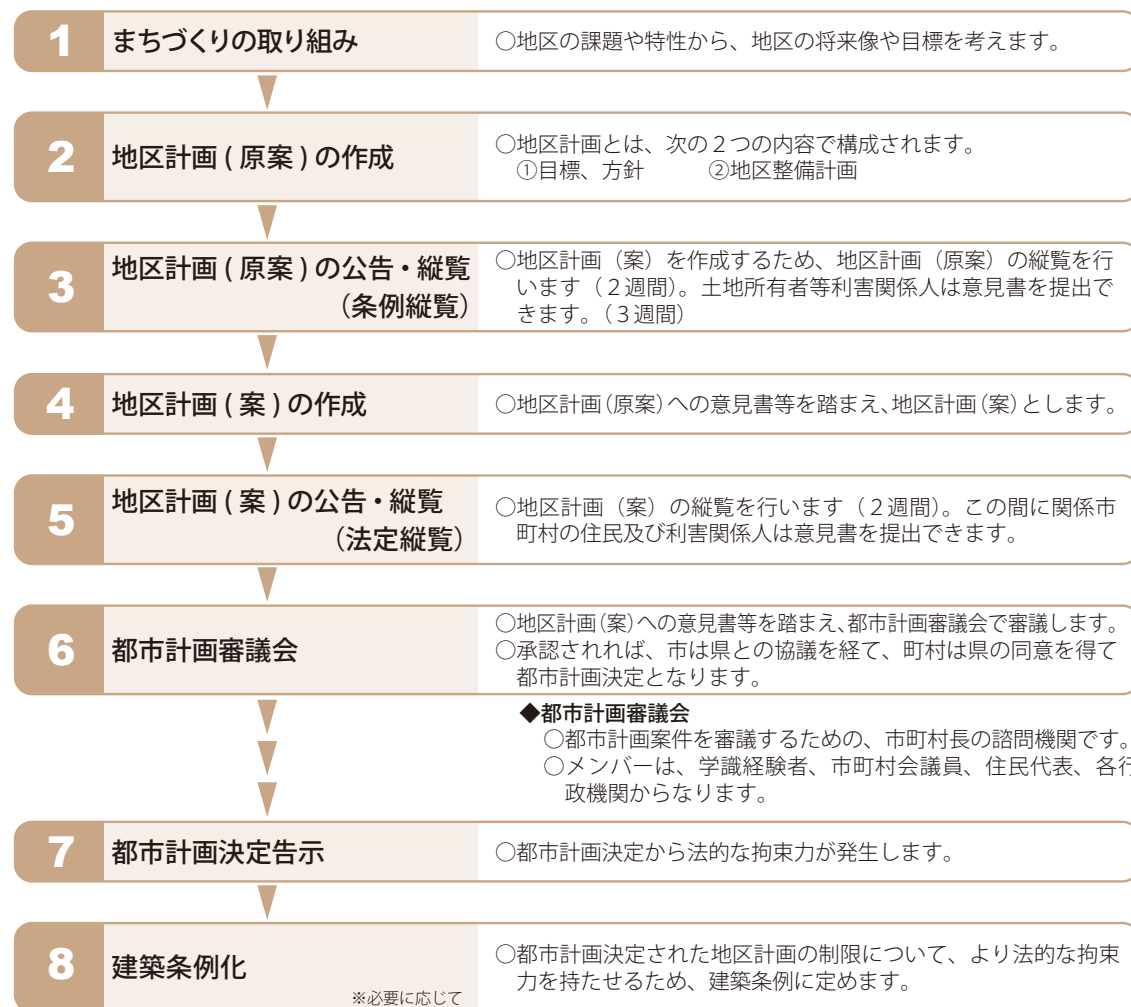 1 まちづくりの取り組み
○地区の課題や特性から、地区の将来像や目標を考えます。
2 地区計画 ( 原案 ) の作成
○地区計画とは、次の２つの内容で構成されます。
①目標、方針　②地区整備計画
3 地区計画 ( 原案 ) の公告・縦覧
（条例縦覧）
○地区計画（案）を作成するため、地区計画（原案）の縦覧を行
います（２週間）。土地所有者等利害関係人は意見書を提出で
きます。（３週間）
4 地区計画 ( 案 ) の作成
○地区計画（原案）への意見書等を踏まえ、地区計画（案）とします。
5 地区計画 ( 案 ) の公告・縦覧
（法定縦覧）
○地区計画（案）の縦覧を行います（２週間）。この間に関係市
町村の住民及び利害関係人は意見書を提出できます。
6 都市計画審議会
○地区計画（案）への意見書等を踏まえ、都市計画審議会で審議します。
○承認されれば、市は県との協議を経て、町村は県の同意を得て
都市計画決定となります。
◆都市計画審議会
○都市計画案件を審議するための、市町村長の諮問機関です。
○メンバーは、学識経験者、市町村会議員、住民代表、各行
政機関からなります。
7 都市計画決定告示
○都市計画決定から法的な拘束力が発生します。
8 建築条例化
※必要に応じて
○都市計画決定された地区計画の制限について、より法的な拘束
力を持たせるため、建築条例に定めます。